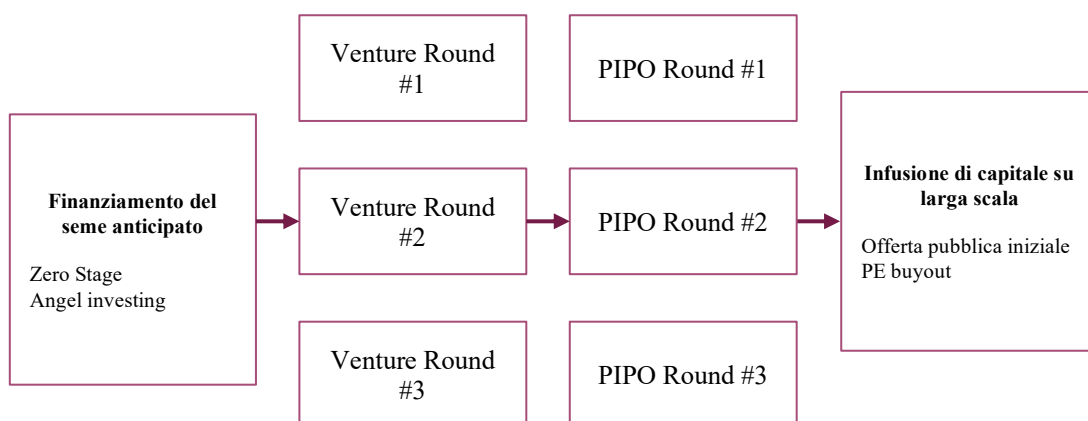 Finanziamento del
seme anticipato
Zero Stage
Angel investing
Venture Round
#1
Venture Round
#2
Venture Round
#3
PIPO Round #1
PIPO Round #2
PIPO Round #3
Infusione di capitale su
larga scala
Offerta pubblica iniziale
PE buyout